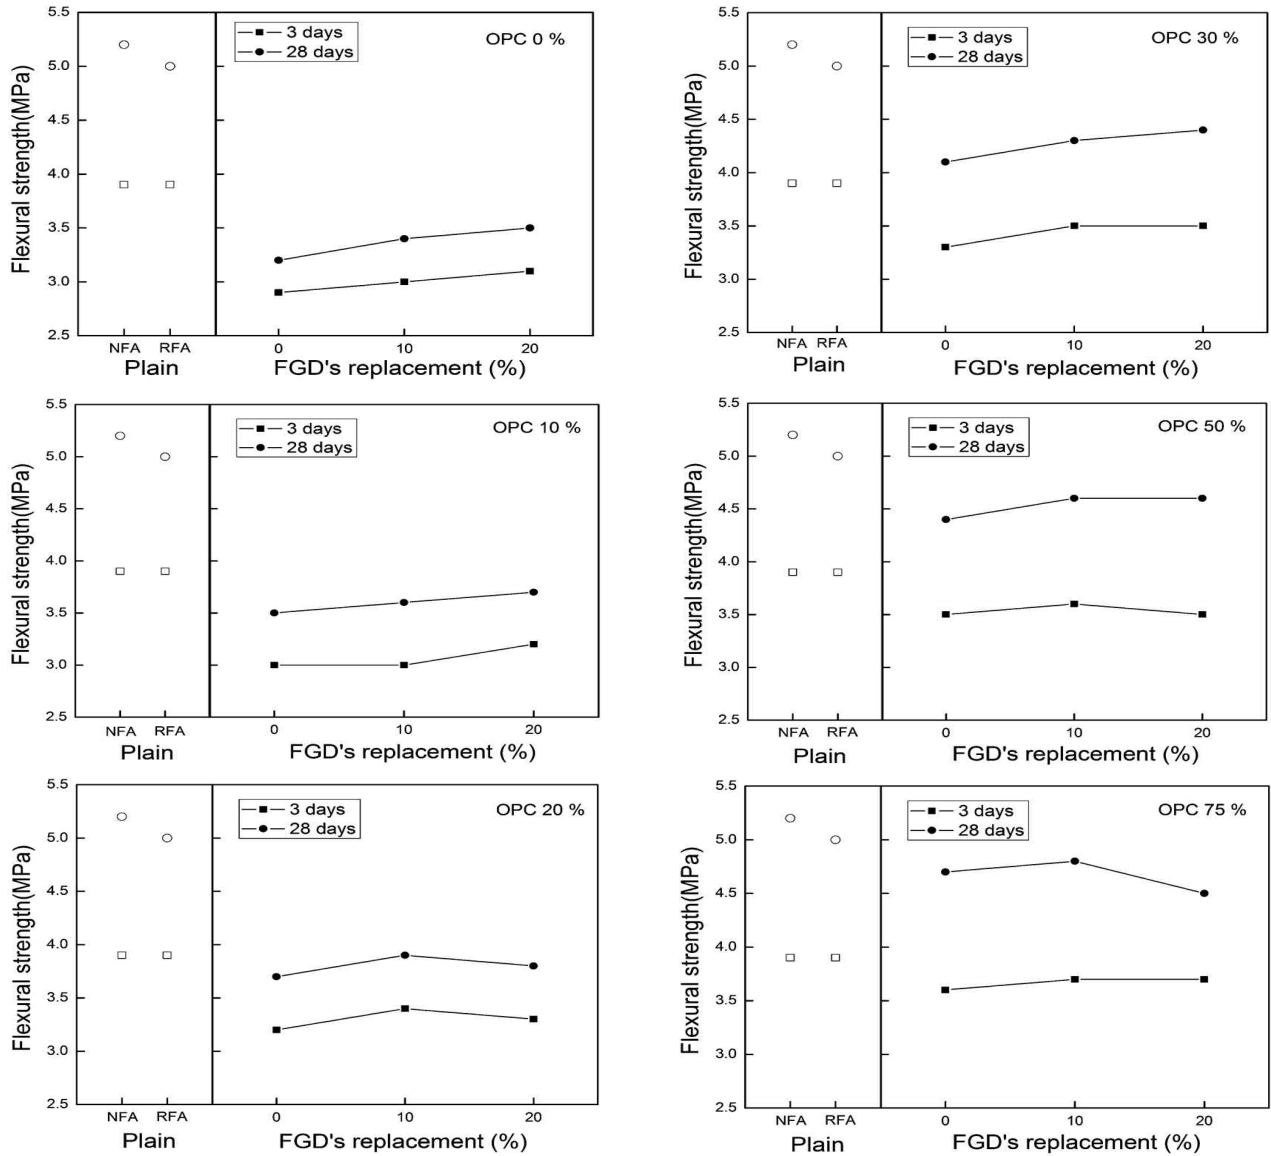 5.5
5.0
4.5
4.0
3.5
3.0
2.5
Flexural strength(MPa)
3 days
28 days
OPC 0 %
NFA RFA
Plain
0 10 20
FGD's replacement (%)
5.5
5.0
4.5
4.0
3.5
3.0
2.5
Flexural strength(MPa)
3 days
28 days
OPC 30 %
NFA RFA
Plain
0 10 20
FGD's replacement (%)
5.5
5.0
4.5
4.0
3.5
3.0
2.5
Flexural strength(MPa)
3 days
28 days
OPC 10 %
NFA RFA
Plain
0 10 20
FGD's replacement (%)
5.5
5.0
4.5
4.0
3.5
3.0
2.5
Flexural strength(MPa)
3 days
28 days
OPC 50 %
NFA RFA
Plain
0 10 20
FGD's replacement (%)
5.5
5.0
4.5
4.0
3.5
3.0
2.5
Flexural strength(MPa)
3 days
28 days
OPC 20 %
NFA RFA
Plain
0 10 20
FGD's replacement (%)
5.5
5.0
4.5
4.0
3.5
3.0
2.5
Flexural strength(MPa)
3 days
28 days
OPC 75 %
NFA RFA
Plain
0 10 20
FGD's replacement (%)